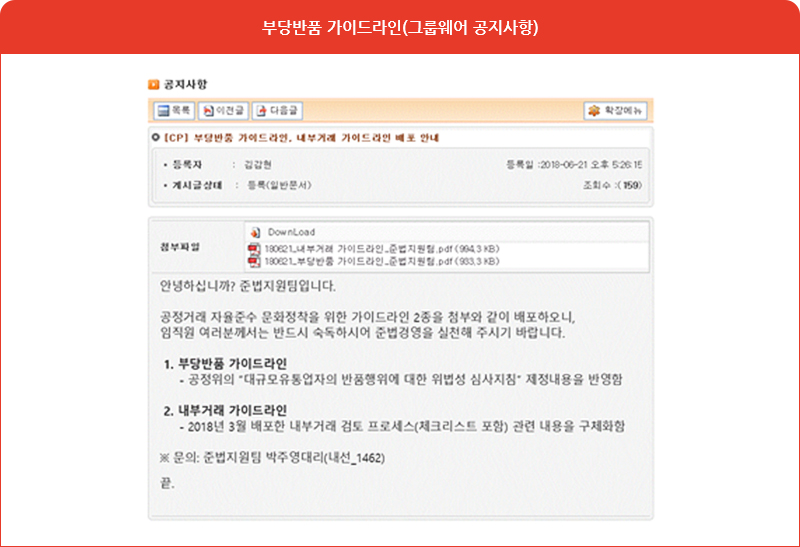 부당반품 가이드라인(그룹웨어 공지사항)
공지사항
목록 이전글 다음글 확장메뉴
[CP] 부당반품 가이드라인, 내부거래 가이드라인 배포 안내
• 등록자 : 김갑현 등록일 :2018-06-21 오후 5:26:15
• 게시글상태 : 등록(일반문서) 조회수 :( 159)
첨부파일
DownLoad
180621_내부거래 가이드라인_준법지원팀.pdf (994,3 KB)
180621_부당반품 가이드라인_준법지원팀.pdf (933,3 KB)
안녕하십니까? 준법지원팀입니다.
공정거래 자율준수 문화정착을 위한 가이드라인 2종을 첨부와 같이 배포하오니,
임직원 여러분께서는 반드시 숙독하시어 준법경영을 실천해 주시기 바랍니다.
1. 부당반품 가이드라인
- 공정위의 "대규모유통업자의 반품행위에 대한 위법성 심사지침" 제정내용을 반영함
2. 내부거래 가이드라인
- 2018년 3월 배포한 내부거래 검토 프로세스(체크리스트 포함) 관련 내용을 구체화함
※ 문의: 준법지원팀 박주영대리(내선_1462)
끝.